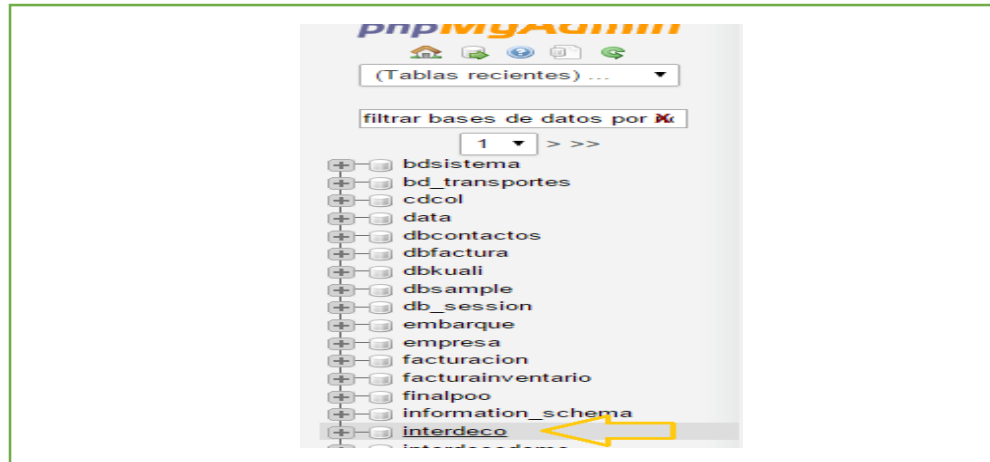 phpMyAdmin
(Tablas recientes) ...
filtrar bases de datos por
1 > >>
bdsistema
bd_transportes
cdcol
data
dbcontactos
dbfactura
dbkuali
dbsample
db_session
embarque
empresa
facturacion
facturainventario
finalpoo
information_schema
interdeco